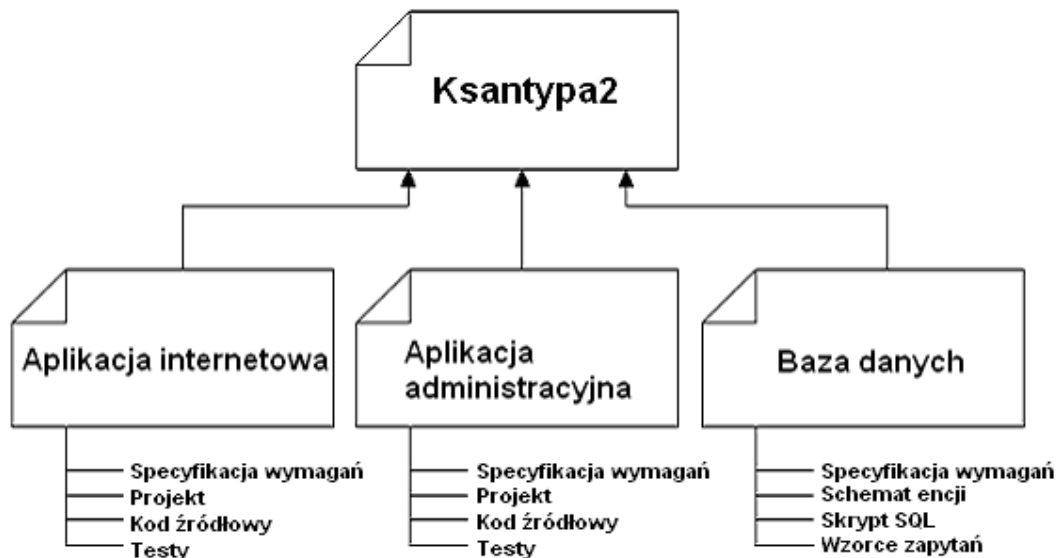 Ksantypa2
Aplikacja internetowa
Aplikacja
administracyjna
Baza danych
Specyfikacja wymagań
Projekt
Kod źródłowy
Testy
Specyfikacja wymagań
Projekt
Kod źródłowy
Testy
Specyfikacja wymagań
Schemat encji
Skrypt SQL
Wzorce zapytań